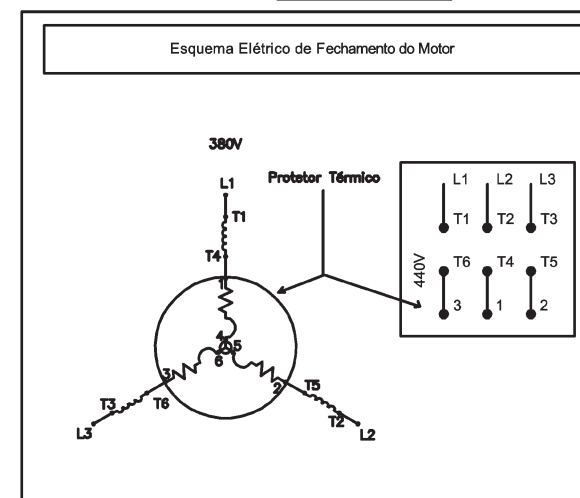 Esquema Elétrico de Fechamento do Motor
380V
L1
T1
T4
1
4
5
6
3
2
T3
T6
L3
T5
T2
L2
Protetor Térmico
L1 L2 L3
T1 T2 T3
440V
T6 T4 T5
3 1 2